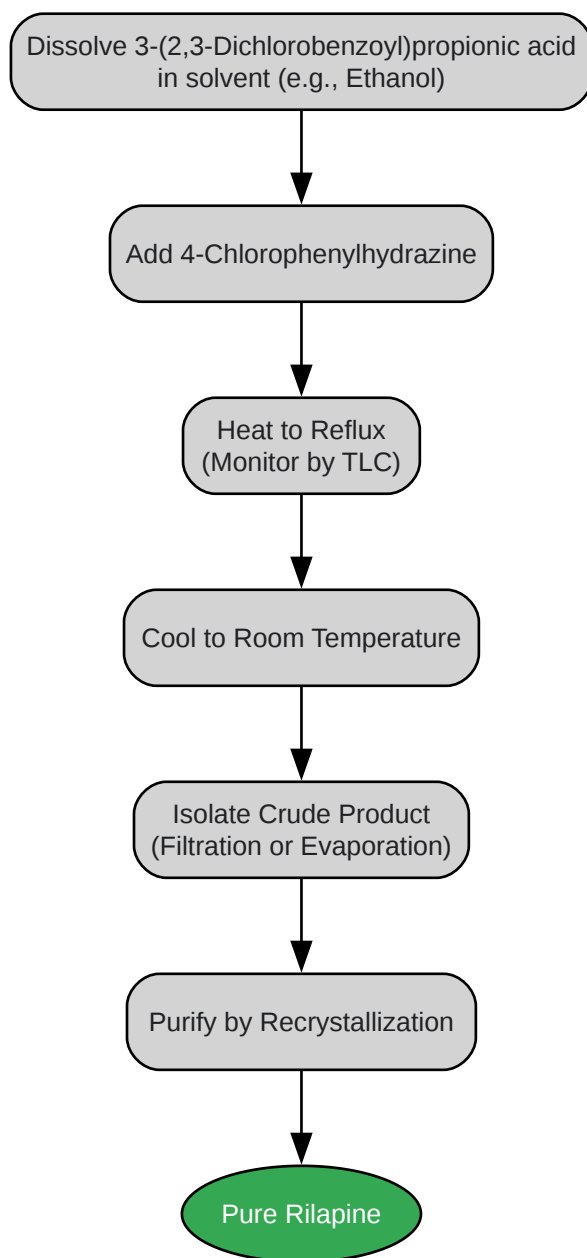 Dissolve 3-(2,3-Dichlorobenzoyl)propionic acid
in solvent (e.g., Ethanol)
Add 4-Chlorophenylhydrazine
Heat to Reflux
(Monitor by TLC)
Cool to Room Temperature
Isolate Crude Product
(Filtration or Evaporation)
Purify by Recrystallization
Pure Rilapine